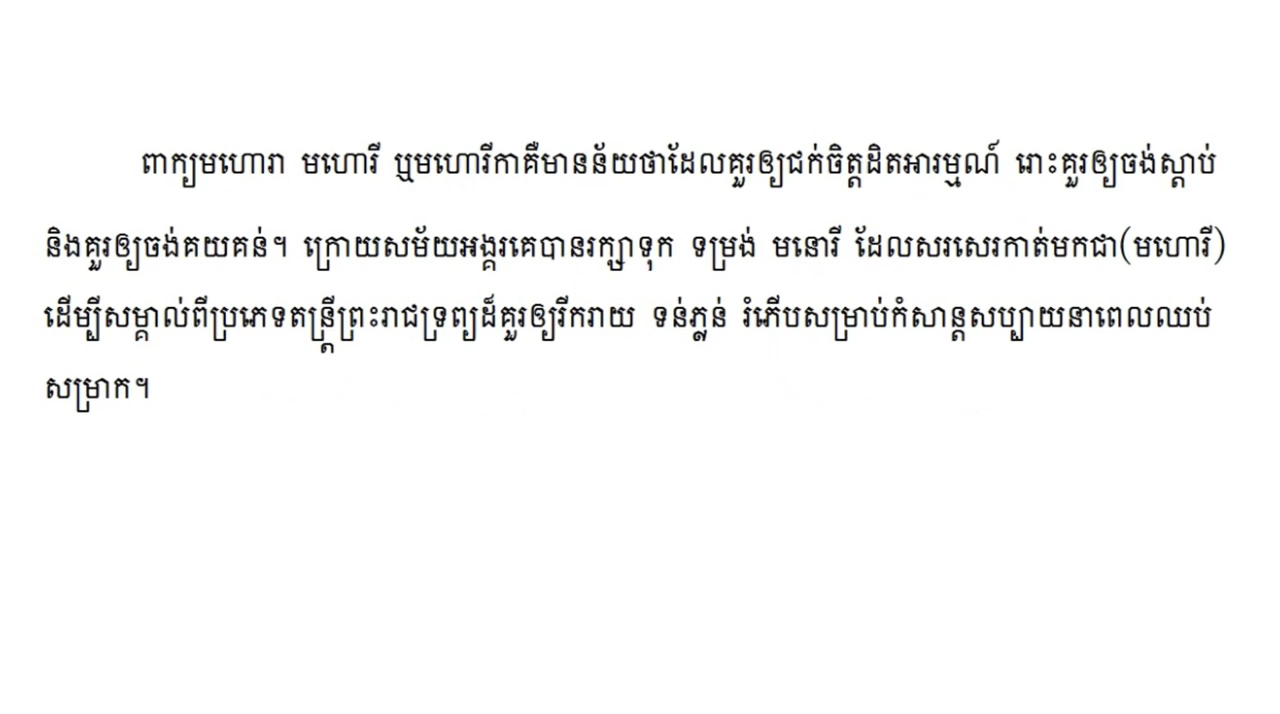 ពាក្យមហោរា មហោរី ឬមហោរីកាគឺមានន័យថាដែលគួរឲ្យជក់ចិត្តដិតអារម្មណ៍ រោះគួរឲ្យចង់ស្តាប់
និងគួរឲ្យចង់គយគន់។ ក្រោយសម័យអង្គរគេបានរក្សាទុក ទម្រង់ មនោរី ដែលសរសេរកាត់មកជា(មហោរី)
ដើម្បីសម្គាល់ពីប្រភេទតន្ត្រីព្រះរាជទ្រព្យដ៏គួរឲ្យរីករាយ ទន់ភ្លន់ រំភើបសម្រាប់កំសាន្តសប្បាយនាពេលឈប់
សម្រាក។